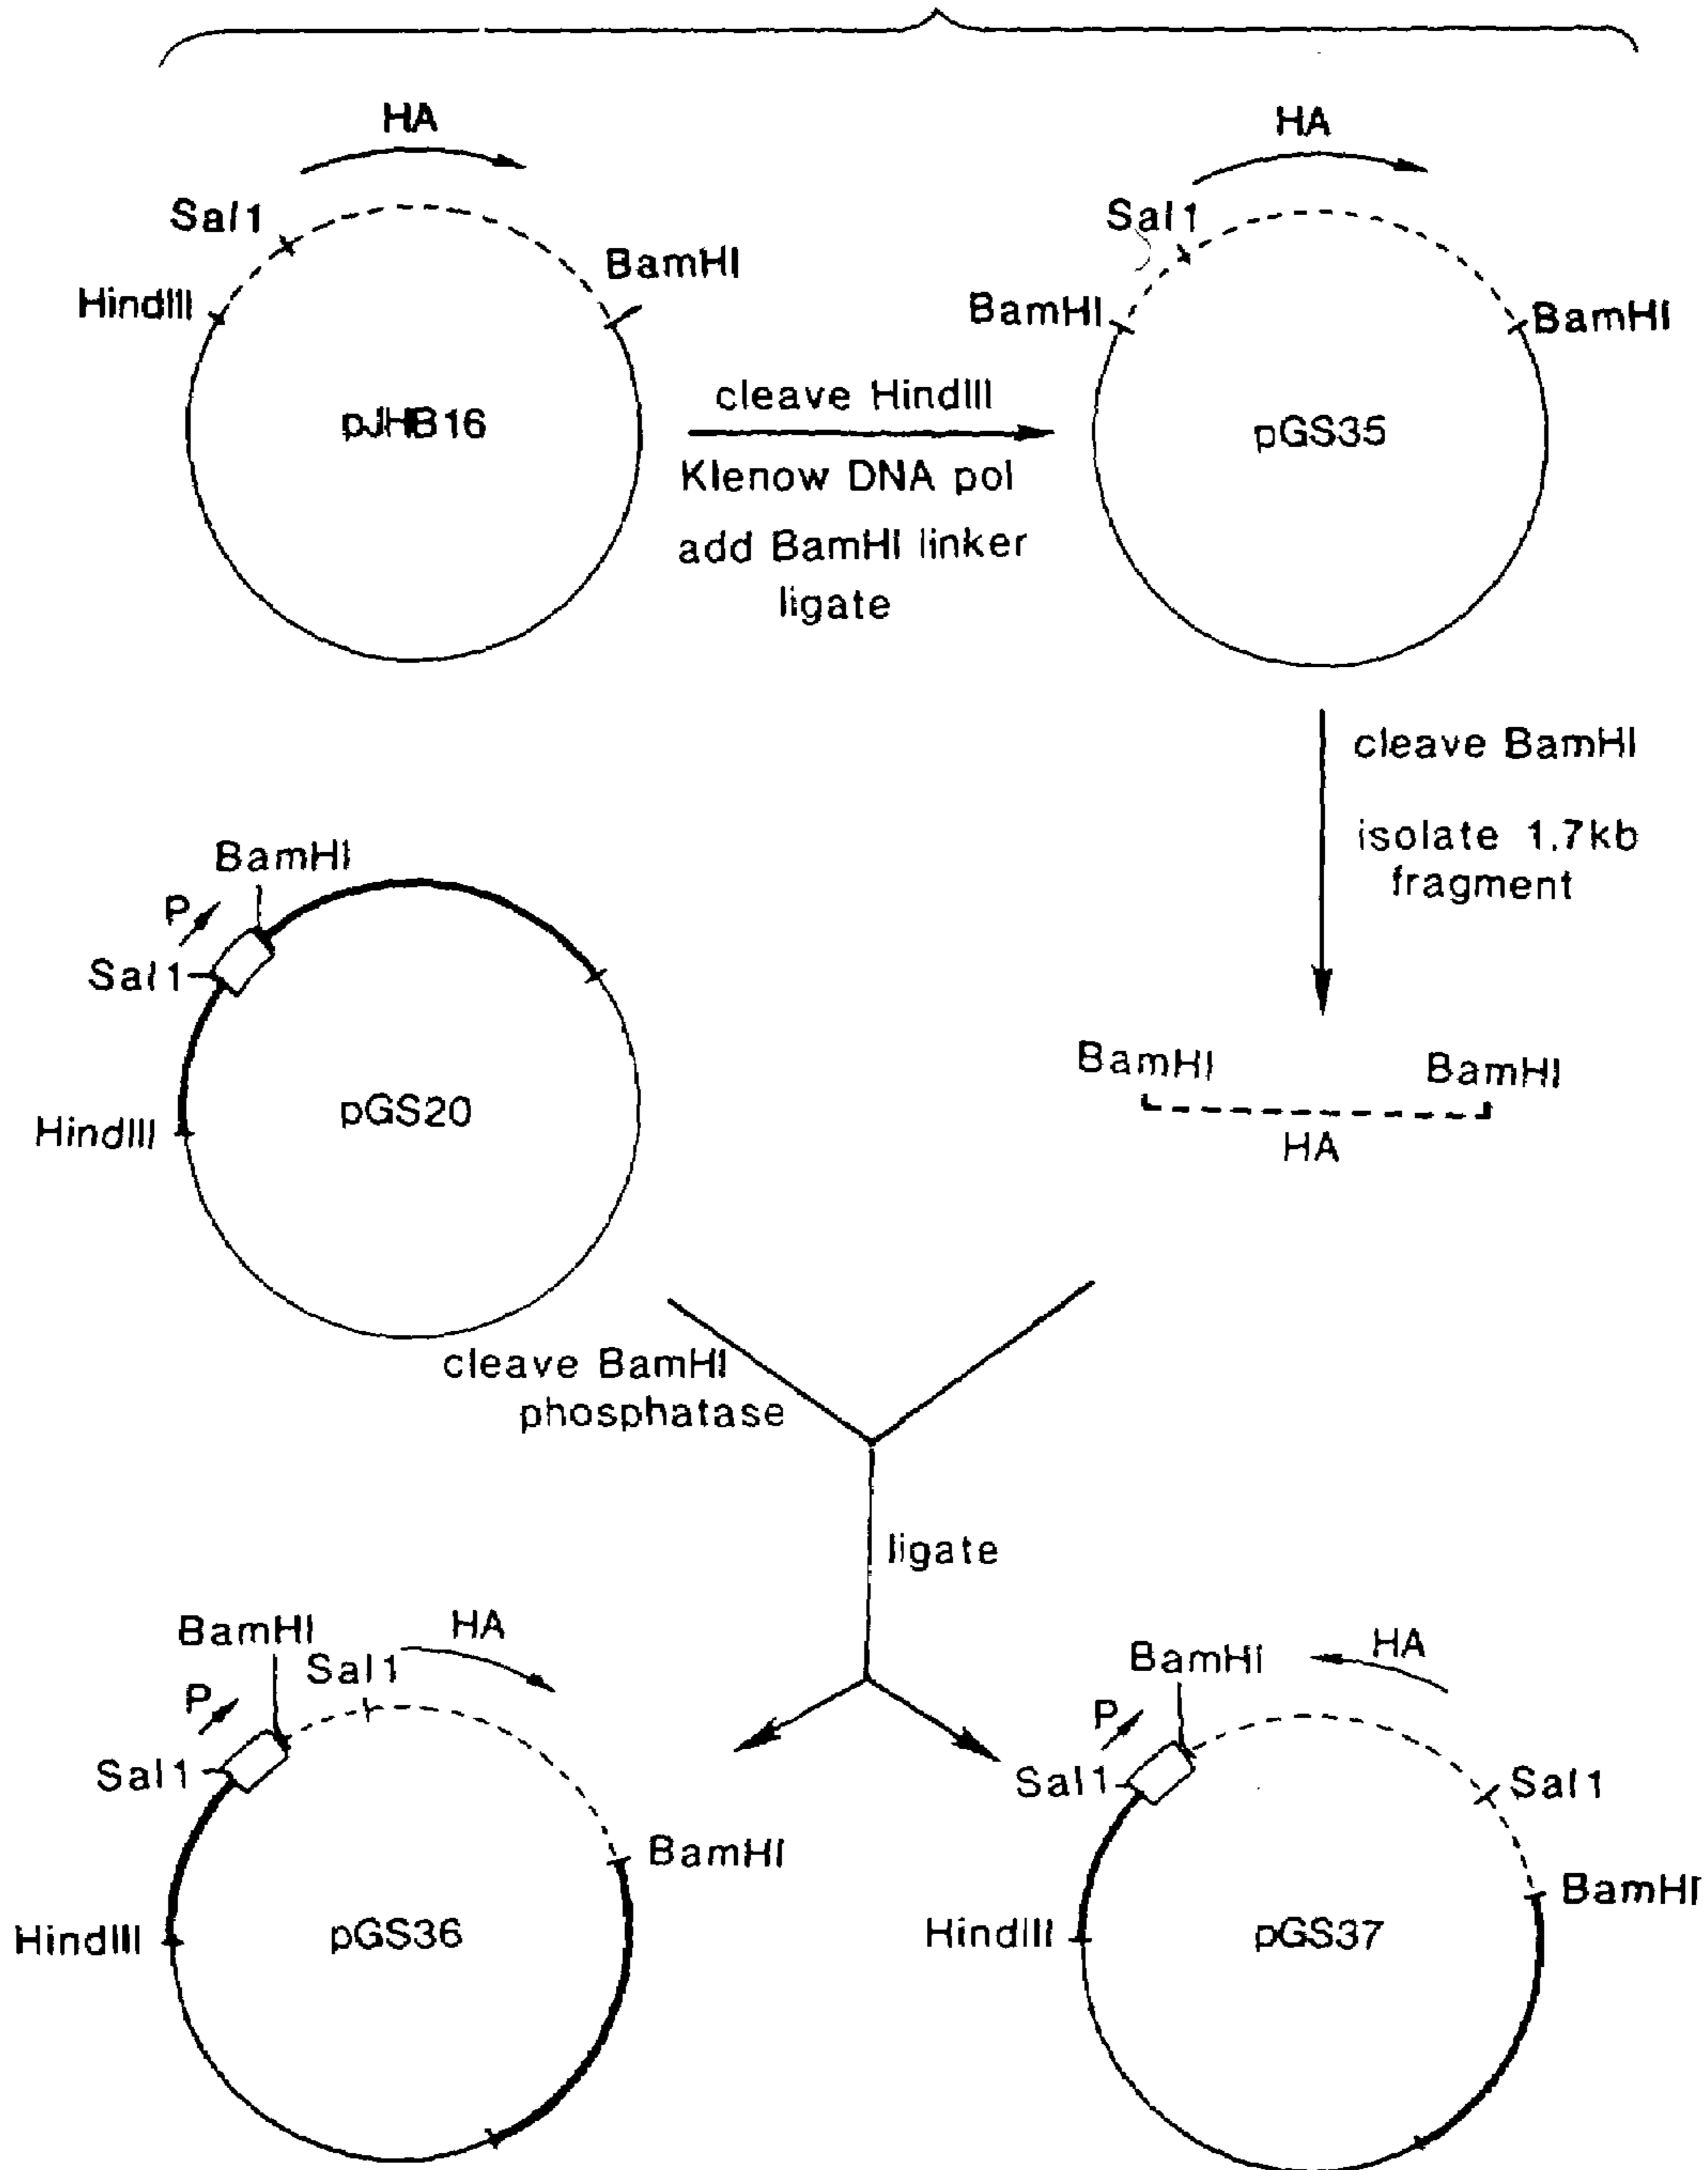 HA
HA
Sal1
BamHI
HindIII
Sal1
BamHI
BamHI
pJHB16
cleave HindIII
Klenow DNA pol
add BamHI linker
ligate
pGS35
cleave BamHI
isolate 1.7kb
fragment
BamHI
P
Sal1
HindIII
pGS20
BamHI
BamHI
HA
cleave BamHI
phosphatase
ligate
BamHI
HA
Sal1
P
Sal1
BamHI
HindIII
pGS36
BamHI
HA
P
Sal1
Sal1
BamHI
HindIII
pGS37